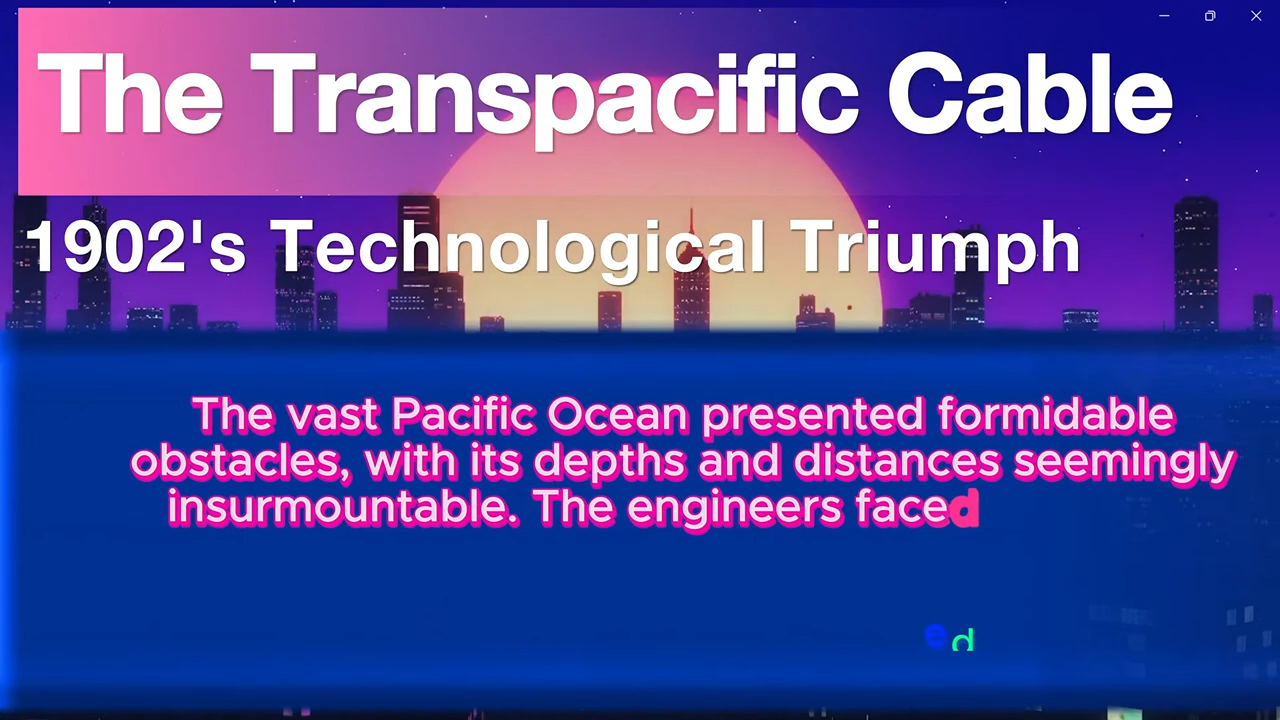 The Transpacific Cable
1902's Technological Triumph
The vast Pacific Ocean presented formidable
obstacles, with its depths and distances seemingly
insurmountable. The engineers faced
ed